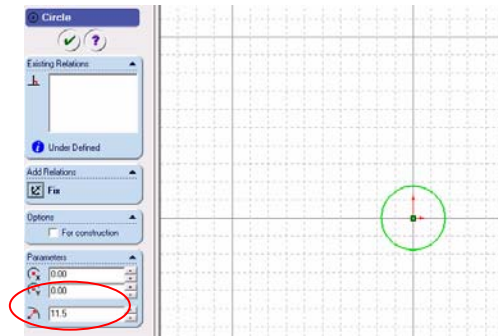 Circle
?
Existing Relations
i Under Defined
Add Relations
Fix
Options
For construction
Parameters
0.00
0.00
11.5